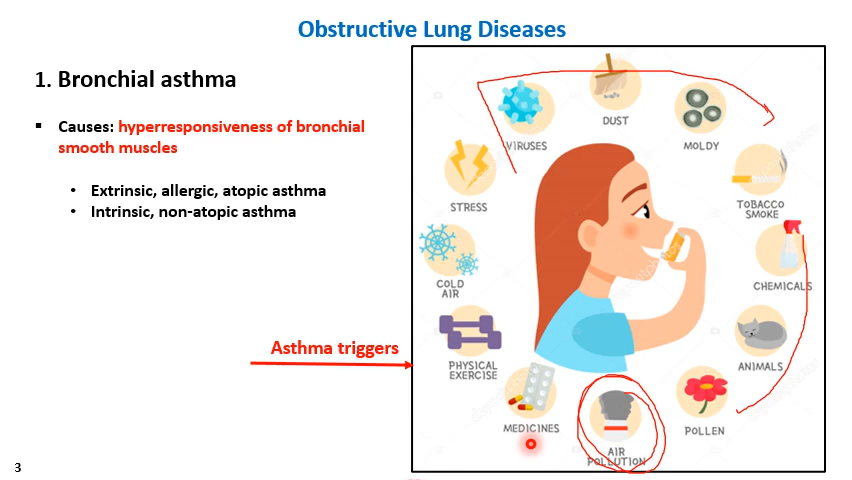 Obstructive Lung Diseases
1. Bronchial asthma
▪ Causes: hyperresponsiveness of bronchial
smooth muscles
• Extrinsic, allergic, atopic asthma
• Intrinsic, non-atopic asthma
Asthma triggers
VIRUSES
DUST
MOLDY
TOBACCO
SMOKE
CHEMICALS
ANIMALS
POLLEN
AIR
POLLUTION
MEDICINES
PHYSICAL
EXERCISE
COLD
AIR
STRESS
3